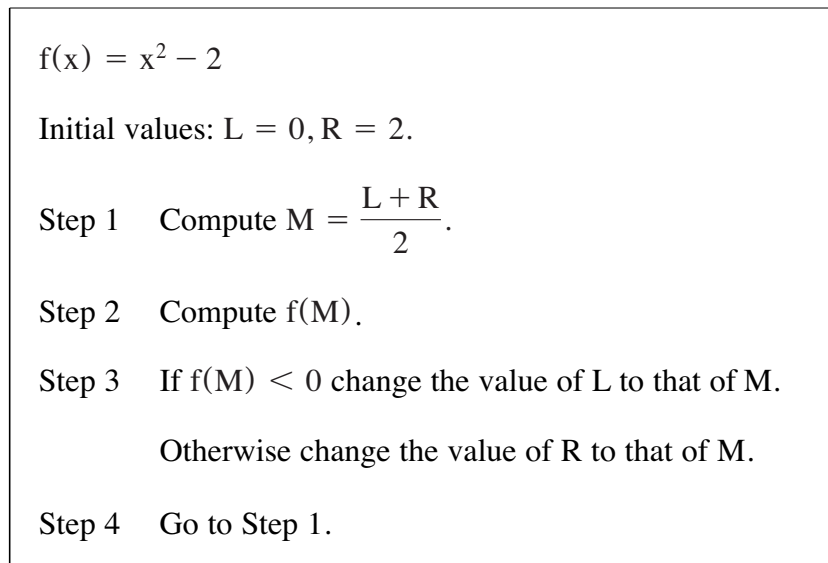 f(x) = x² − 2
Initial values: L = 0, R = 2.
Step 1 Compute M = (L + R)/2.
Step 2 Compute f(M).
Step 3 If f(M) < 0 change the value of L to that of M.
Otherwise change the value of R to that of M.
Step 4 Go to Step 1.